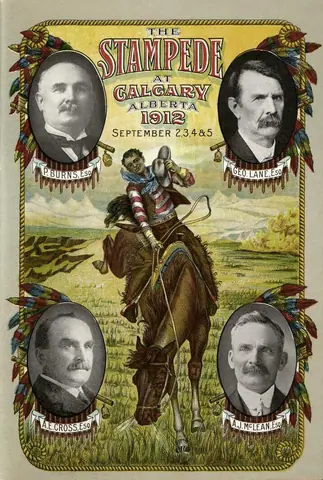 THE
STAMPEDE
AT
CALGARY
ALBERTA
1912
SEPTEMBER 2,3,4&5
P. BURNS, ESQ
GEO. LANE, ESQ
A.E. CROSS, ESQ
A.J. McLEAN, ESQ